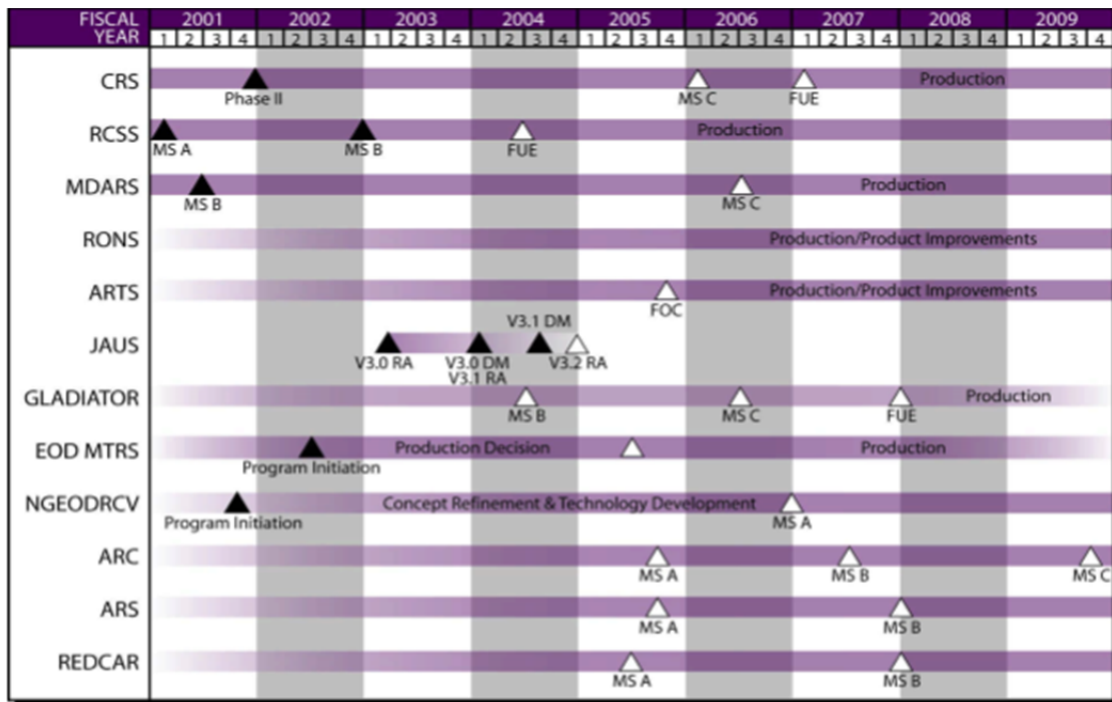 FISCAL YEAR 2001 2002 2003 2004 2005 2006 2007 2008 2009
1 2 3 4 1 2 3 4 1 2 3 4 1 2 3 4 1 2 3 4 1 2 3 4 1 2 3 4 1 2 3 4 1 2 3 4
CRS Production
Phase II MS C FUE
RCSS Production
MS A MS B FUE
MDARS Production
MS B MS C
RONS Production/Product Improvements
ARTS Production/Product Improvements
FOC
V3.1 DM
JAUS
V3.0 RA V3.0 DM V3.2 RA
V3.1 RA
GLADIATOR Production
MS B MS C FUE
EOD MTRS Production Decision Production
Program Initiation
NGEODRCV Concept Refinement & Technology Development
Program Initiation MS A
ARC
MS A MS B MS C
ARS
MS A MS B
REDCAR
MS A MS B